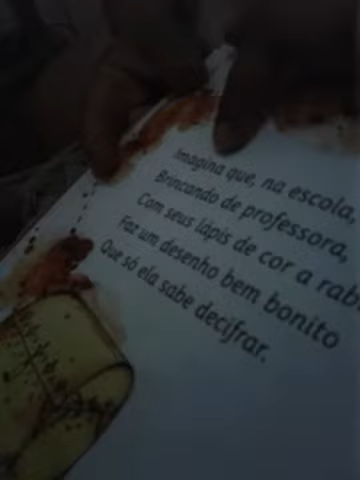 Imagina que, na escola,
Brincando de professora,
Com seus lápis de cor a
Faz um desenho bem bonito
Que só ela sabe decifrar.